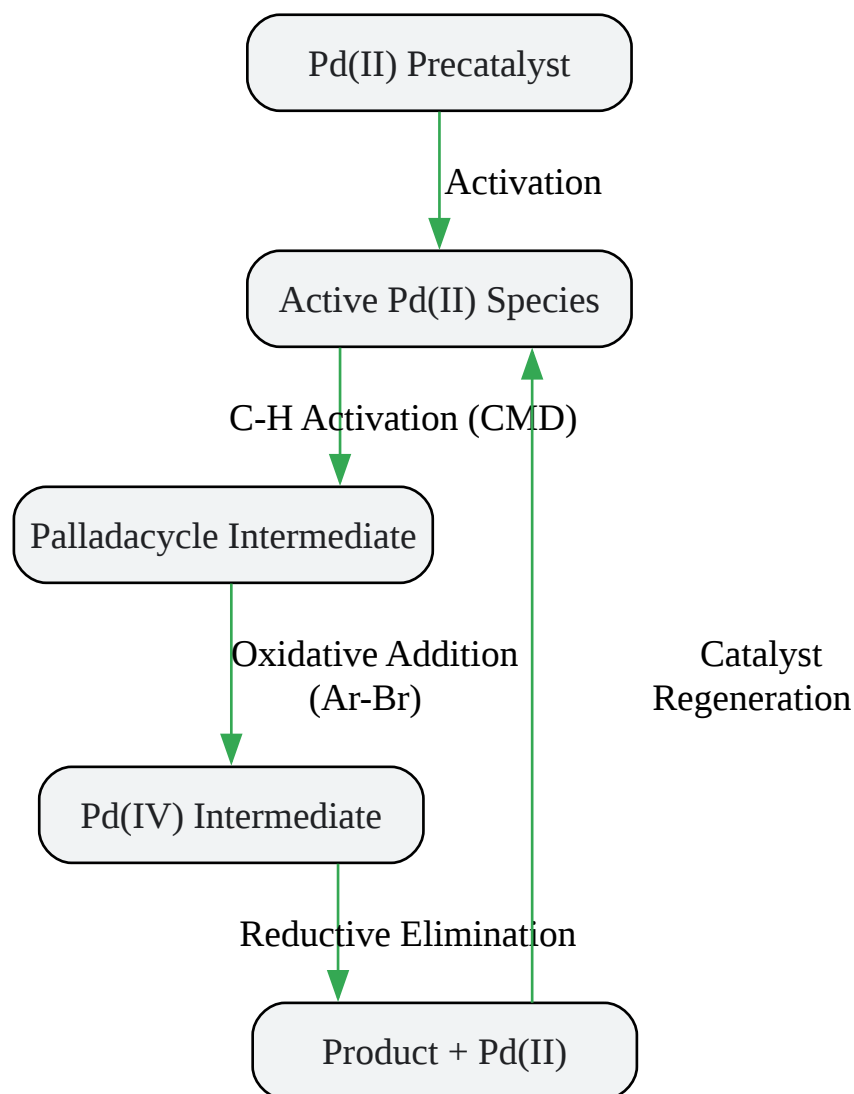 Pd(II) Precatalyst
Activation
Active Pd(II) Species
C-H Activation (CMD)
Palladacycle Intermediate
Oxidative Addition
(Ar-Br)
Catalyst
Regeneration
Pd(IV) Intermediate
Reductive Elimination
Product + Pd(II)